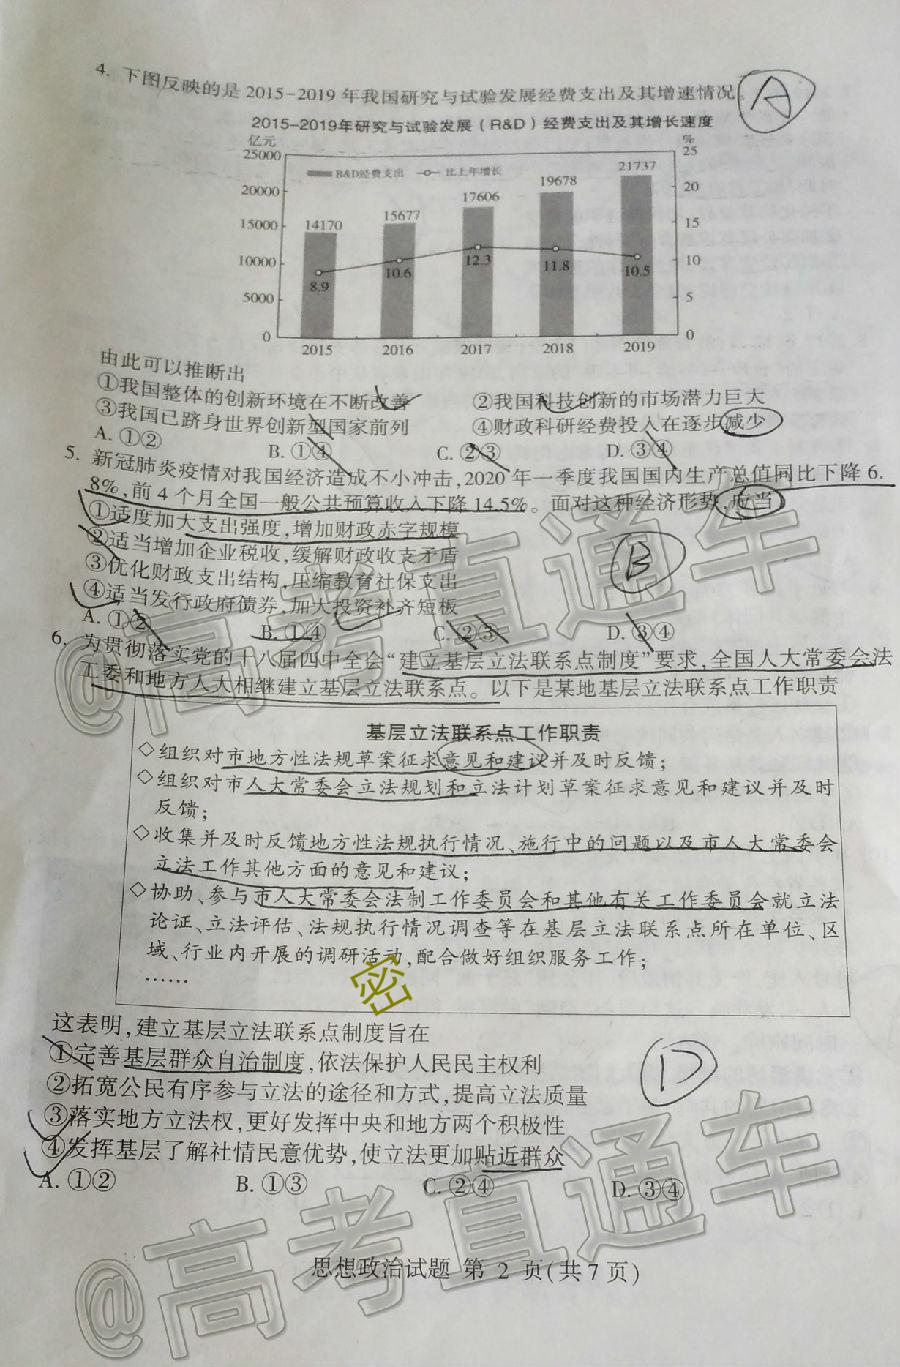 4. 下图反映的是2015-2019年我国研究与试验发展经费支出及其增速情况
A
2015-2019年研究与试验发展(R&D)经费支出及其增长速度
亿元 %
25000 25
R&D经费支出 比上年增长
21737
20000 19678 20
17606
15000 14170 15677 15
10000 8.9 10.6 12.3 11.8 10.5 10
5000 5
0 0
2015 2016 2017 2018 2019
由此可以推断出
①我国整体的创新环境在不断改善 ②我国科技创新的市场潜力巨大
③我国已跻身世界创新型国家前列 ④财政科研经费投入在逐步减少
A. ①② B. ①④ C. ②③ D. ③④
5. 新冠肺炎疫情对我国经济造成不小冲击,2020年一季度我国国内生产总值同比下降6.
8%,前4个月全国一般公共预算收入下降14.5%。面对这种经济形势,应当
①适度加大支出强度,增加财政赤字规模
②适当增加企业税收,缓解财政收支矛盾
③优化财政支出结构,压缩教育社保支出
④适当发行政府债券,加大投资补齐短板
B
A. ①② B. ①④ C. ②③ D. ③④
6. 为贯彻落实党的十八届四中全会“建立基层立法联系点制度”要求,全国人大常委会法
工委和地方人大相继建立基层立法联系点。以下是某地基层立法联系点工作职责
基层立法联系点工作职责
◇组织对市地方性法规草案征求意见和建议并及时反馈;
◇组织对市人大常委会立法规划和立法计划草案征求意见和建议并及时
反馈;
◇收集并及时反馈地方性法规执行情况、施行中的问题以及市人大常委会
立法工作其他方面的意见和建议;
◇协助、参与市人大常委会法制工作委员会和其他有关工作委员会就立法
论证、立法评估、法规执行情况调查等在基层立法联系点所在单位、区
域、行业内开展的调研活动,配合做好组织服务工作;
……
密
这表明,建立基层立法联系点制度旨在
①完善基层群众自治制度,依法保护人民民主权利
②拓宽公民有序参与立法的途径和方式,提高立法质量
③落实地方立法权,更好发挥中央和地方两个积极性
④发挥基层了解社情民意优势,使立法更加贴近群众
D
A. ①② B. ①③ C. ②④ D. ③④
思想政治试题 第 2 页(共7页)
@高考直通车
@高考直通车